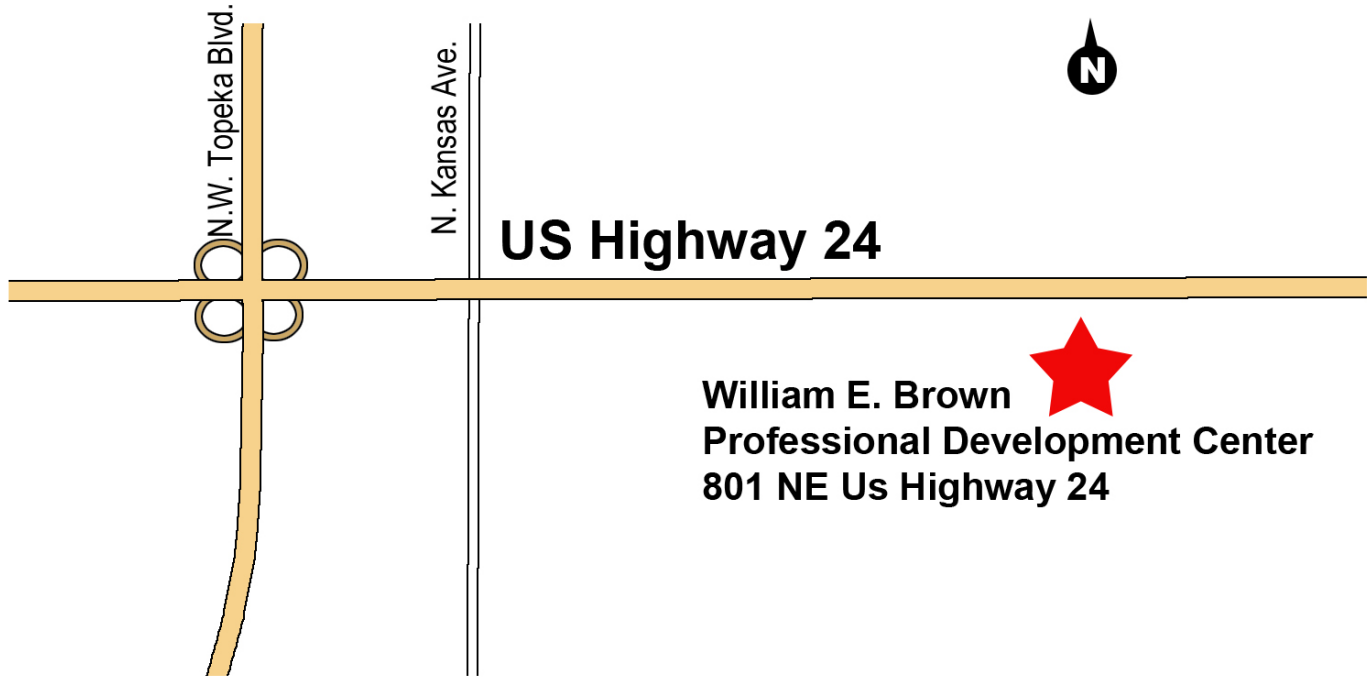 N.W. Topeka Blvd.
N. Kansas Ave.
N
US Highway 24
William E. Brown
Professional Development Center
801 NE Us Highway 24